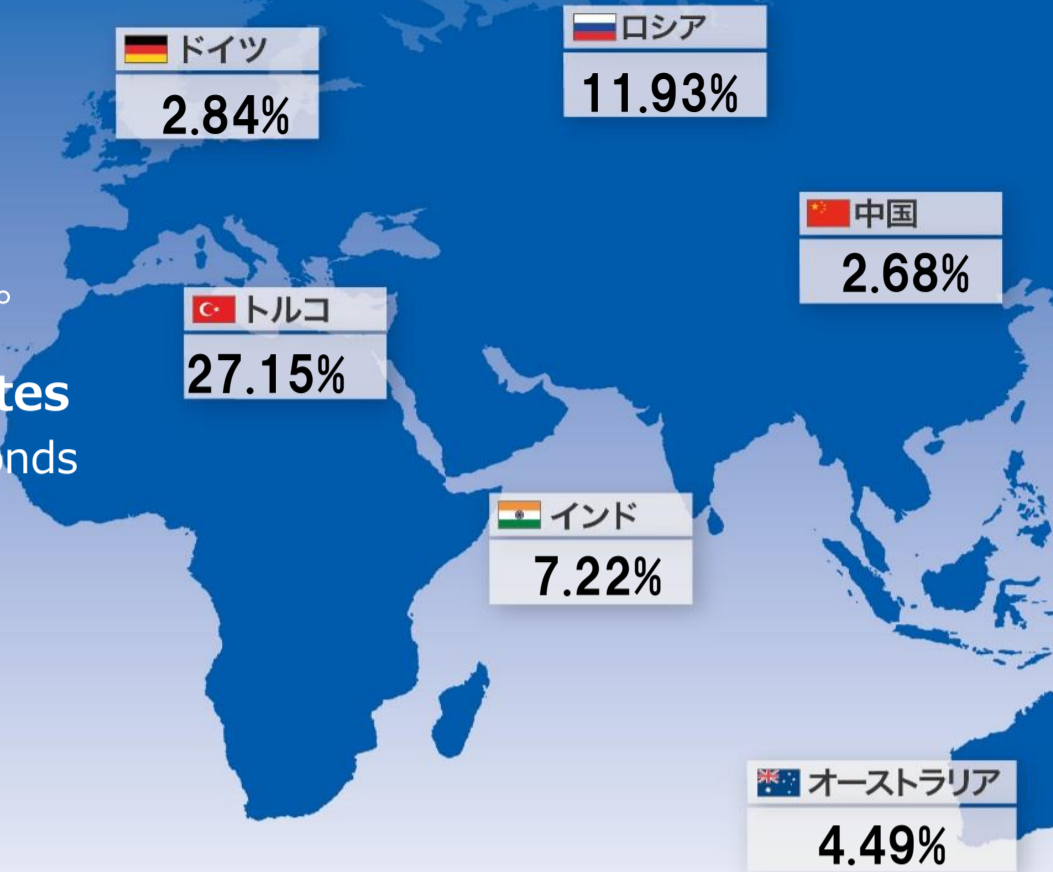 ドイツ
2.84%
ロシア
11.93%
中国
2.68%
。
トルコ
27.15%
tes
onds
インド
7.22%
オーストラリア
4.49%